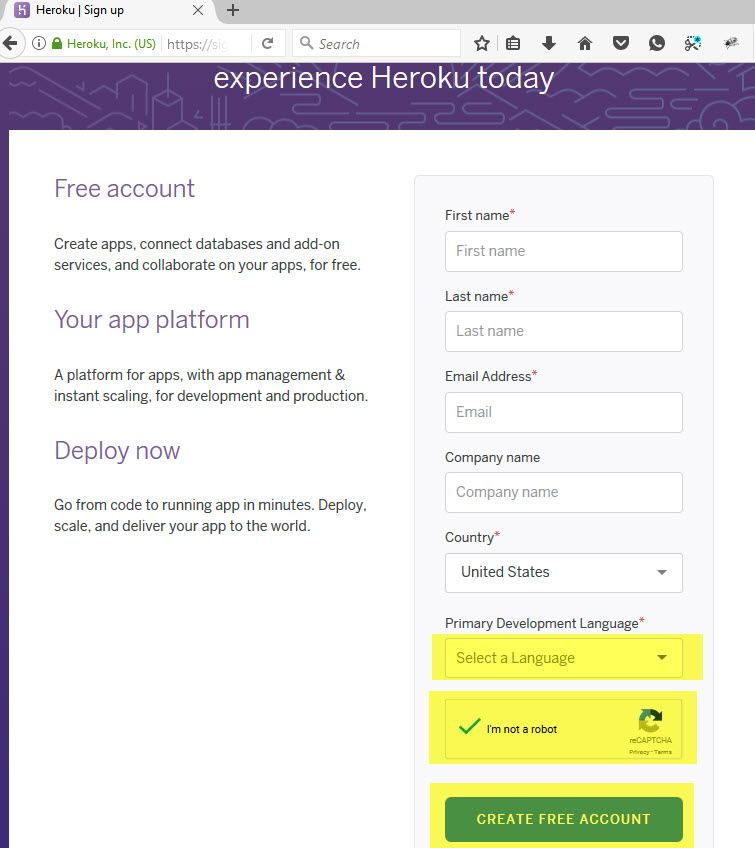 Heroku | Sign up
Heroku, Inc. (US)
https://sig
Search
experience Heroku today
Free account
Create apps, connect databases and add-on
services, and collaborate on your apps, for free.
Your app platform
A platform for apps, with app management &
instant scaling, for development and production.
Deploy now
Go from code to running app in minutes. Deploy,
scale, and deliver your app to the world.
First name*
First name
Last name*
Last name
Email Address*
Email
Company name
Company name
Country*
United States
Primary Development Language*
Select a Language
I'm not a robot
reCAPTCHA
Privacy - Terms
CREATE FREE ACCOUNT